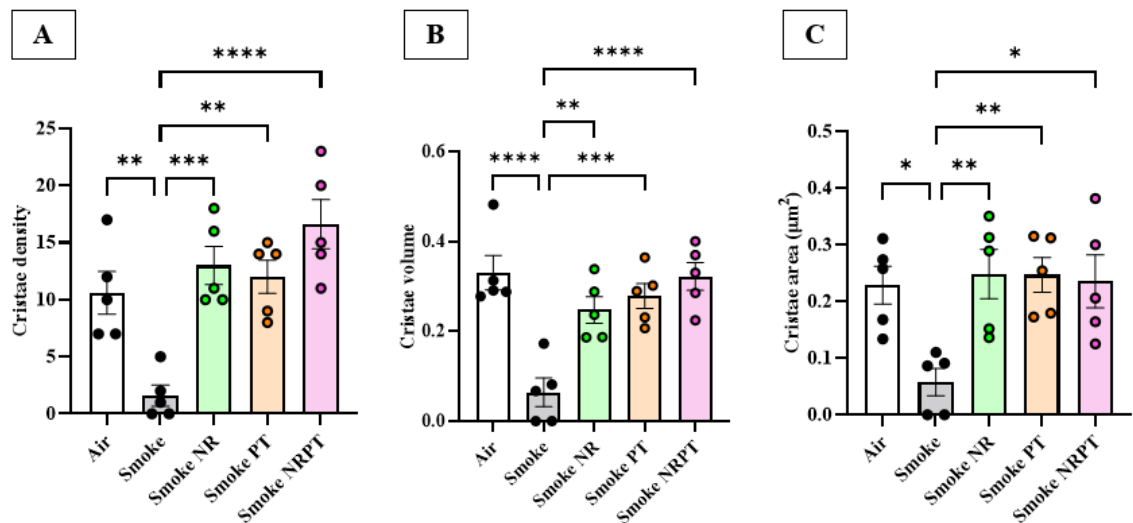 A
****
**
** ***
Cristae density
25
20
15
10
5
0
Air
Smoke
Smoke NR
Smoke PT
Smoke NRPT
B
****
**
**** ***
Cristae volume
0.6
0.4
0.2
0.0
Air
Smoke
Smoke NR
Smoke PT
Smoke NRPT
C
*
**
* **
Cristae area (μm²)
0.5
0.4
0.3
0.2
0.1
0.0
Air
Smoke
Smoke NR
Smoke PT
Smoke NRPT